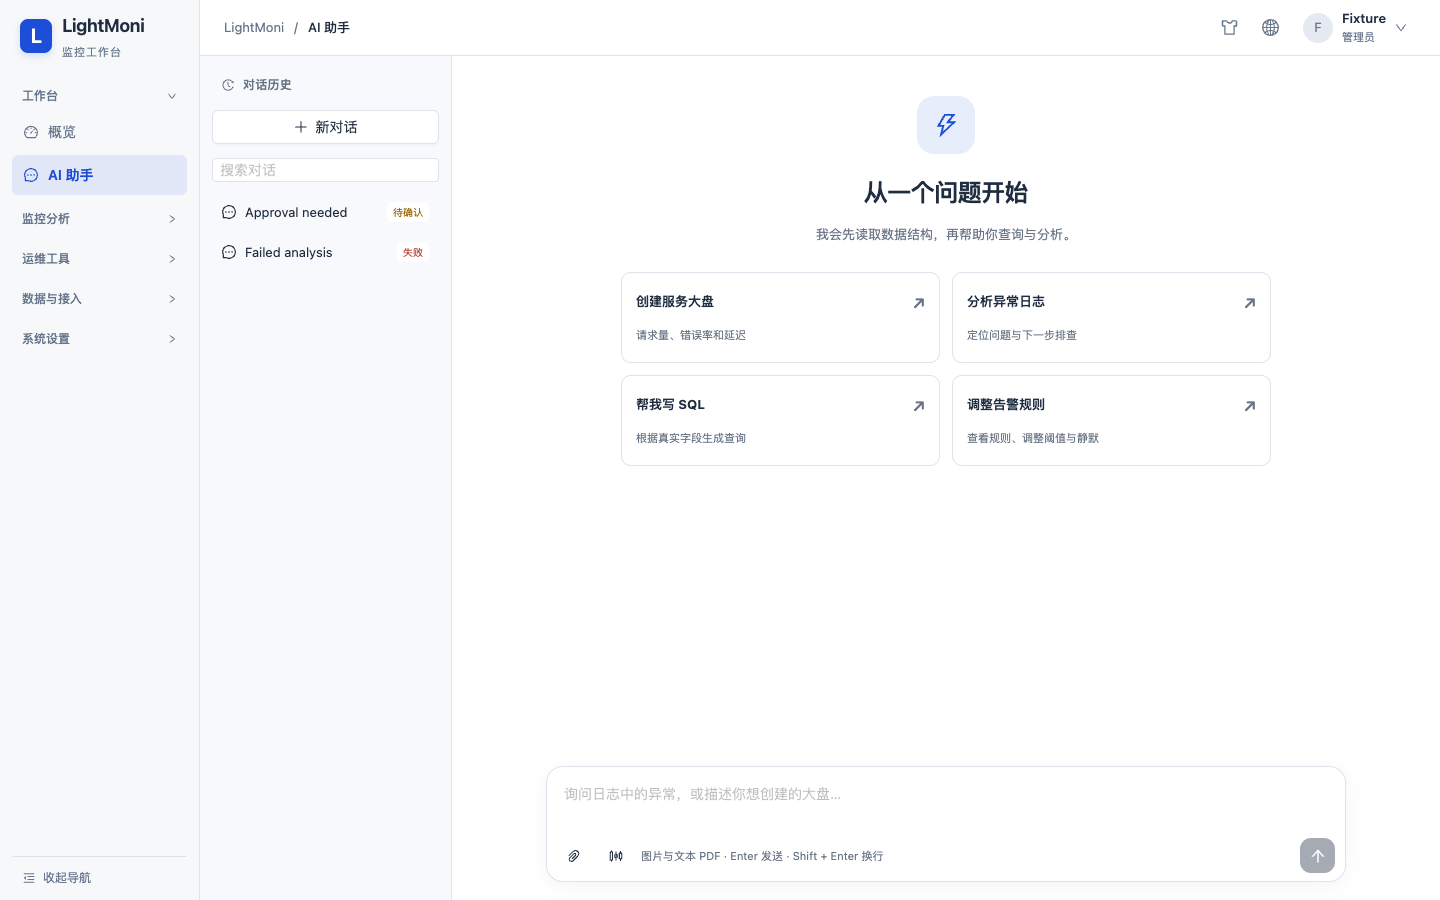 L
LightMoni
监控工作台
工作台
概览
AI 助手
监控分析
运维工具
数据与接入
系统设置
收起导航
LightMoni / AI 助手
F
Fixture
管理员
对话历史
新对话
搜索对话
Approval needed 待确认
Failed analysis 失败
从一个问题开始
我会先读取数据结构，再帮助你查询与分析。
创建服务大盘
请求量、错误率和延迟
分析异常日志
定位问题与下一步排查
帮我写 SQL
根据真实字段生成查询
调整告警规则
查看规则、调整阈值与静默
询问日志中的异常，或描述你想创建的大盘...
图片与文本 PDF · Enter 发送 · Shift + Enter 换行